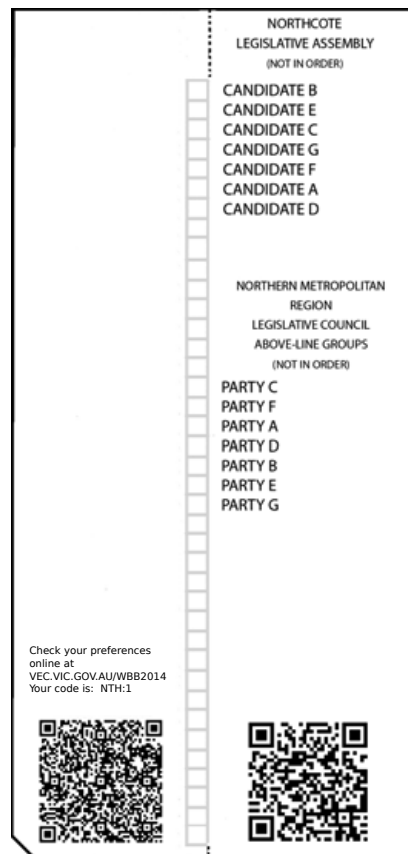 NORTHCOTE
LEGISLATIVE ASSEMBLY
(NOT IN ORDER)
CANDIDATE B
CANDIDATE E
CANDIDATE C
CANDIDATE G
CANDIDATE F
CANDIDATE A
CANDIDATE D
NORTHERN METROPOLITAN
REGION
LEGISLATIVE COUNCIL
ABOVE-LINE GROUPS
(NOT IN ORDER)
PARTY C
PARTY F
PARTY A
PARTY D
PARTY B
PARTY E
PARTY G
Check your preferences
online at
VEC.VIC.GOV.AU/WBB2014
Your code is: NTH:1